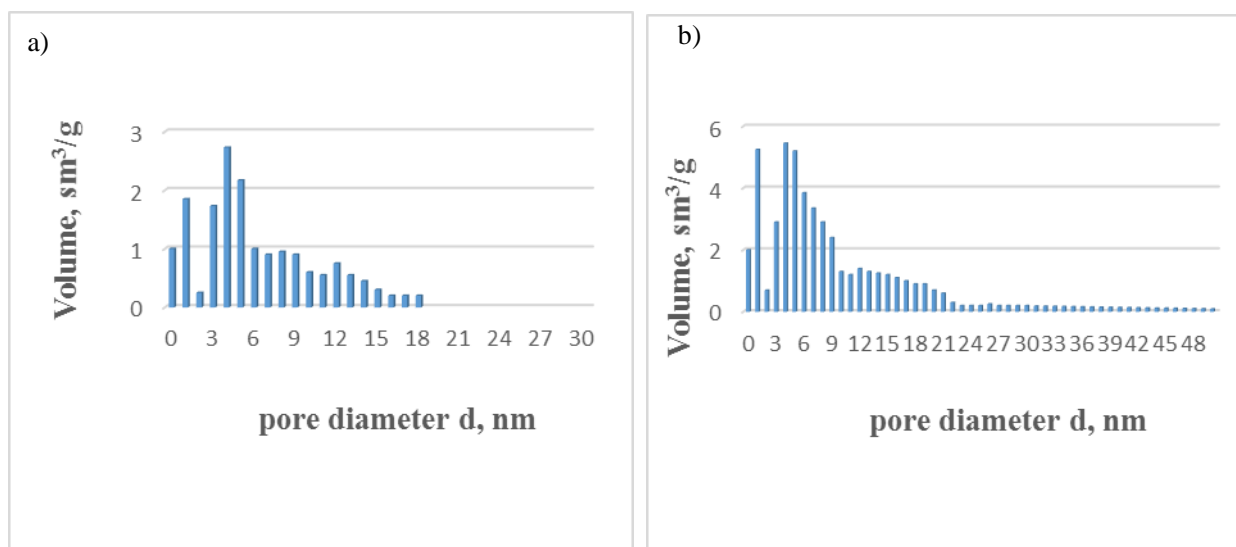 a)
Volume, sm³/g
3
2
1
0
0 3 6 9 12 15 18 21 24 27 30
pore diameter d, nm
b)
Volume, sm³/g
6
4
2
0
0 3 6 9 12 15 18 21 24 27 30 33 36 39 42 45 48
pore diameter d, nm